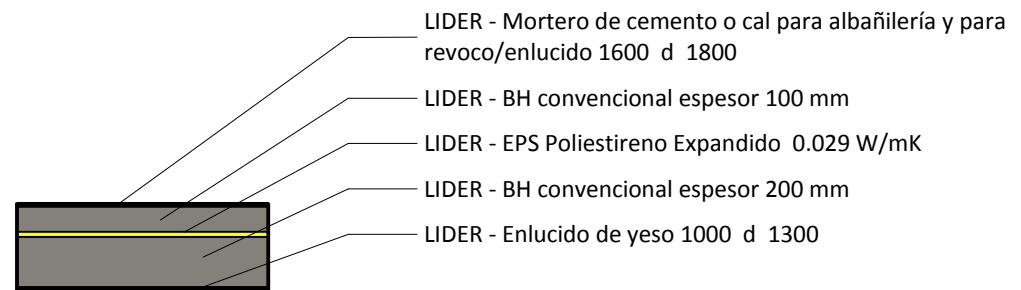 LIDER - Mortero de cemento o cal para albañilería y para
revoco/enlucido 1600 d 1800
LIDER - BH convencional espesor 100 mm
LIDER - EPS Poliestireno Expandido 0.029 W/mK
LIDER - BH convencional espesor 200 mm
LIDER - Enlucido de yeso 1000 d 1300